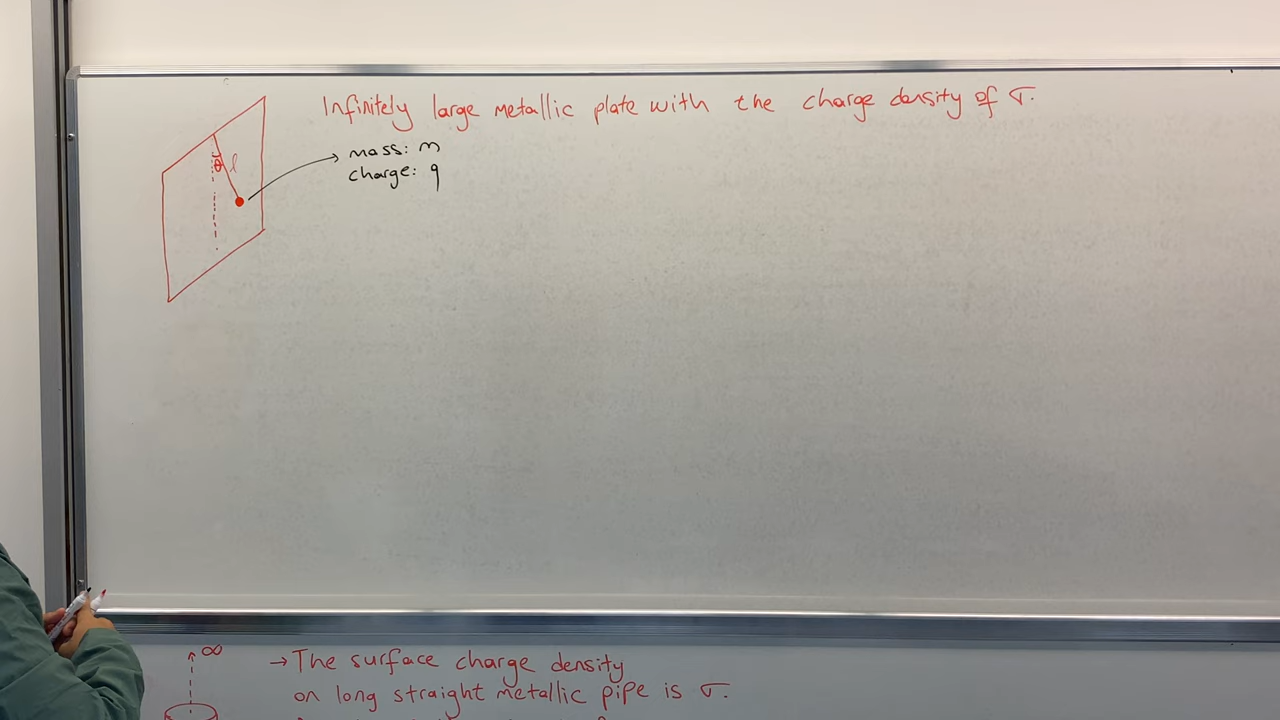 Infinitely large metallic plate with the charge density of σ.
θ
l
mass: m
charge: q
∞
→ The surface charge density
on long straight metallic pipe is σ.